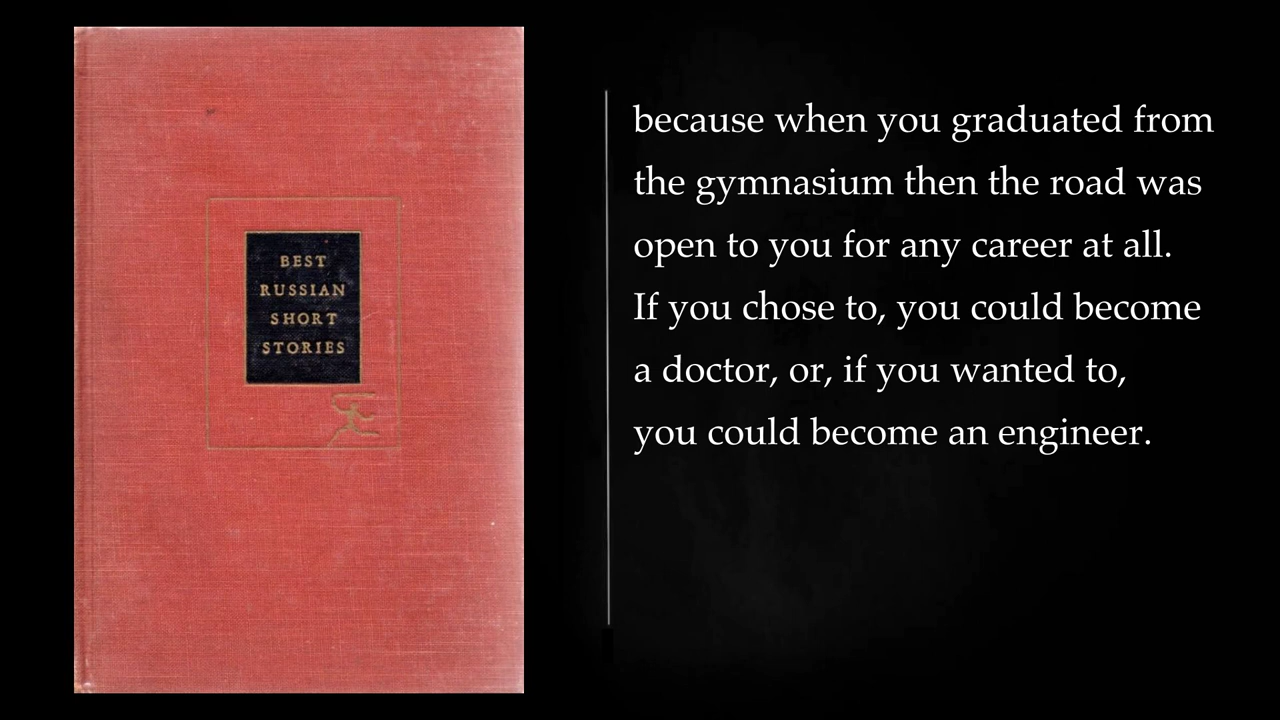 BEST
RUSSIAN
SHORT
STORIES
because when you graduated from
the gymnasium then the road was
open to you for any career at all.
If you chose to, you could become
a doctor, or, if you wanted to,
you could become an engineer.